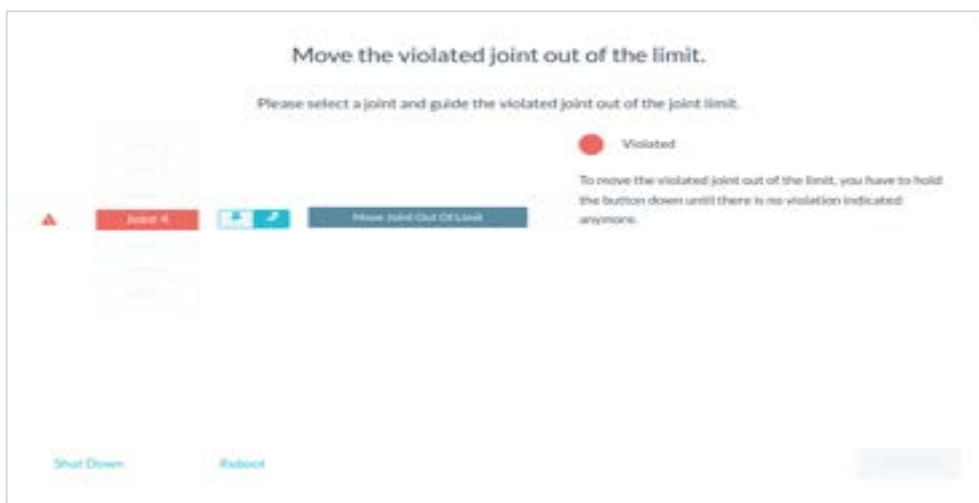 Move the violated joint out of the limit.
Please select a joint and guide the violated joint out of the joint limit.
Violated
To move the violated joint out of the limit, you have to hold
the button down until there is no violation indicated
anymore.
Joint 4
Move Joint Out Of Limit
Shut Down
Reboot